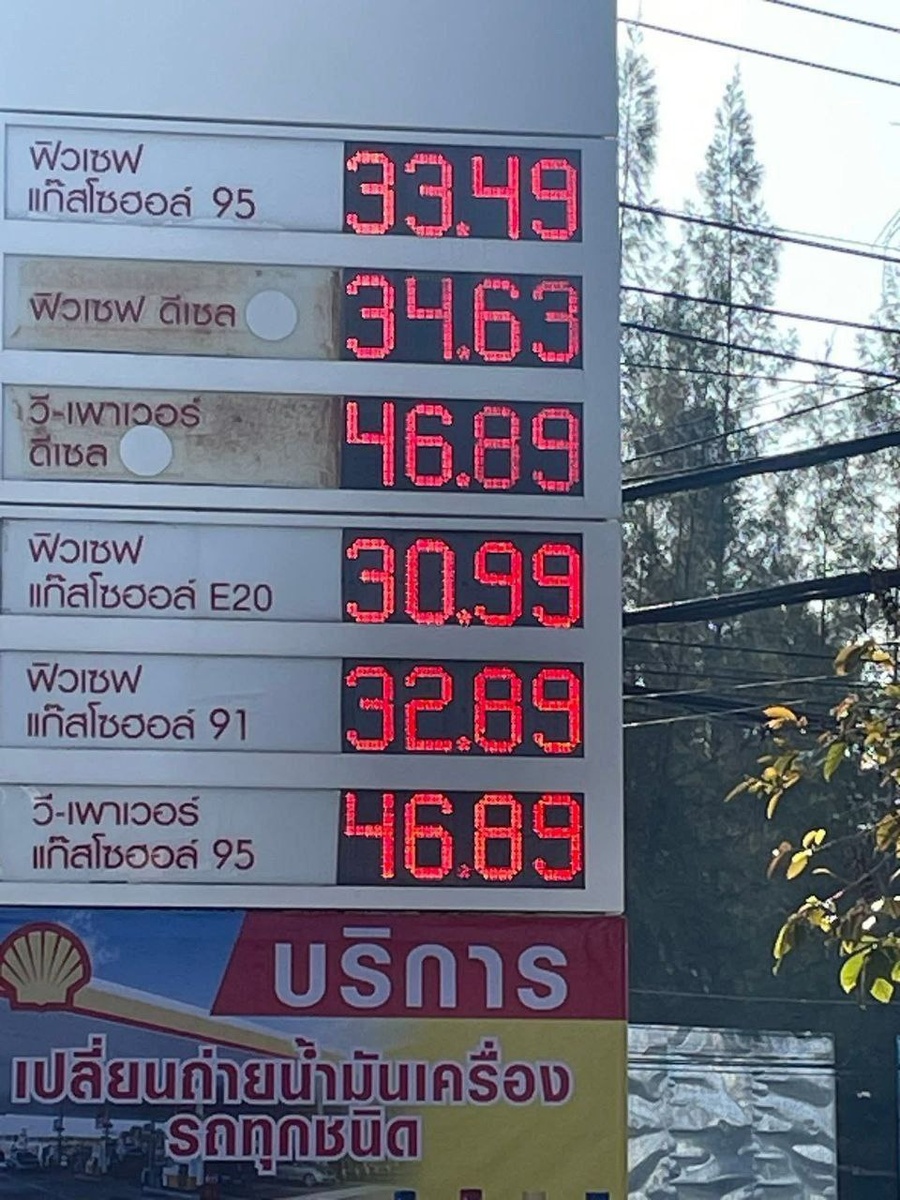 ฟิวเซฟ
แก๊สโซฮอล์ 95 33.49
ฟิวเซฟ ดีเซล 34.63
วี-เพาเวอร์
ดีเซล 46.89
ฟิวเซฟ
แก๊สโซฮอล์ E20 30.99
ฟิวเซฟ
แก๊สโซฮอล์ 91 32.89
วี-เพาเวอร์
แก๊สโซฮอล์ 95 46.89
บริการ
เปลี่ยนถ่ายน้ำมันเครื่อง
รถทุกชนิด